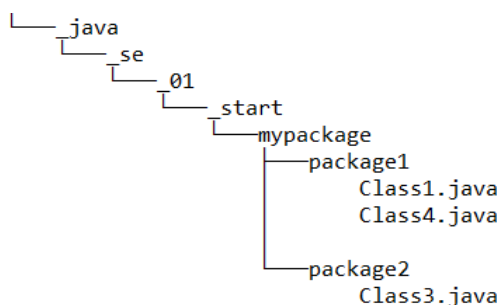 _java
_se
_01
_start
mypackage
package1
Class1.java
Class4.java
package2
Class3.java